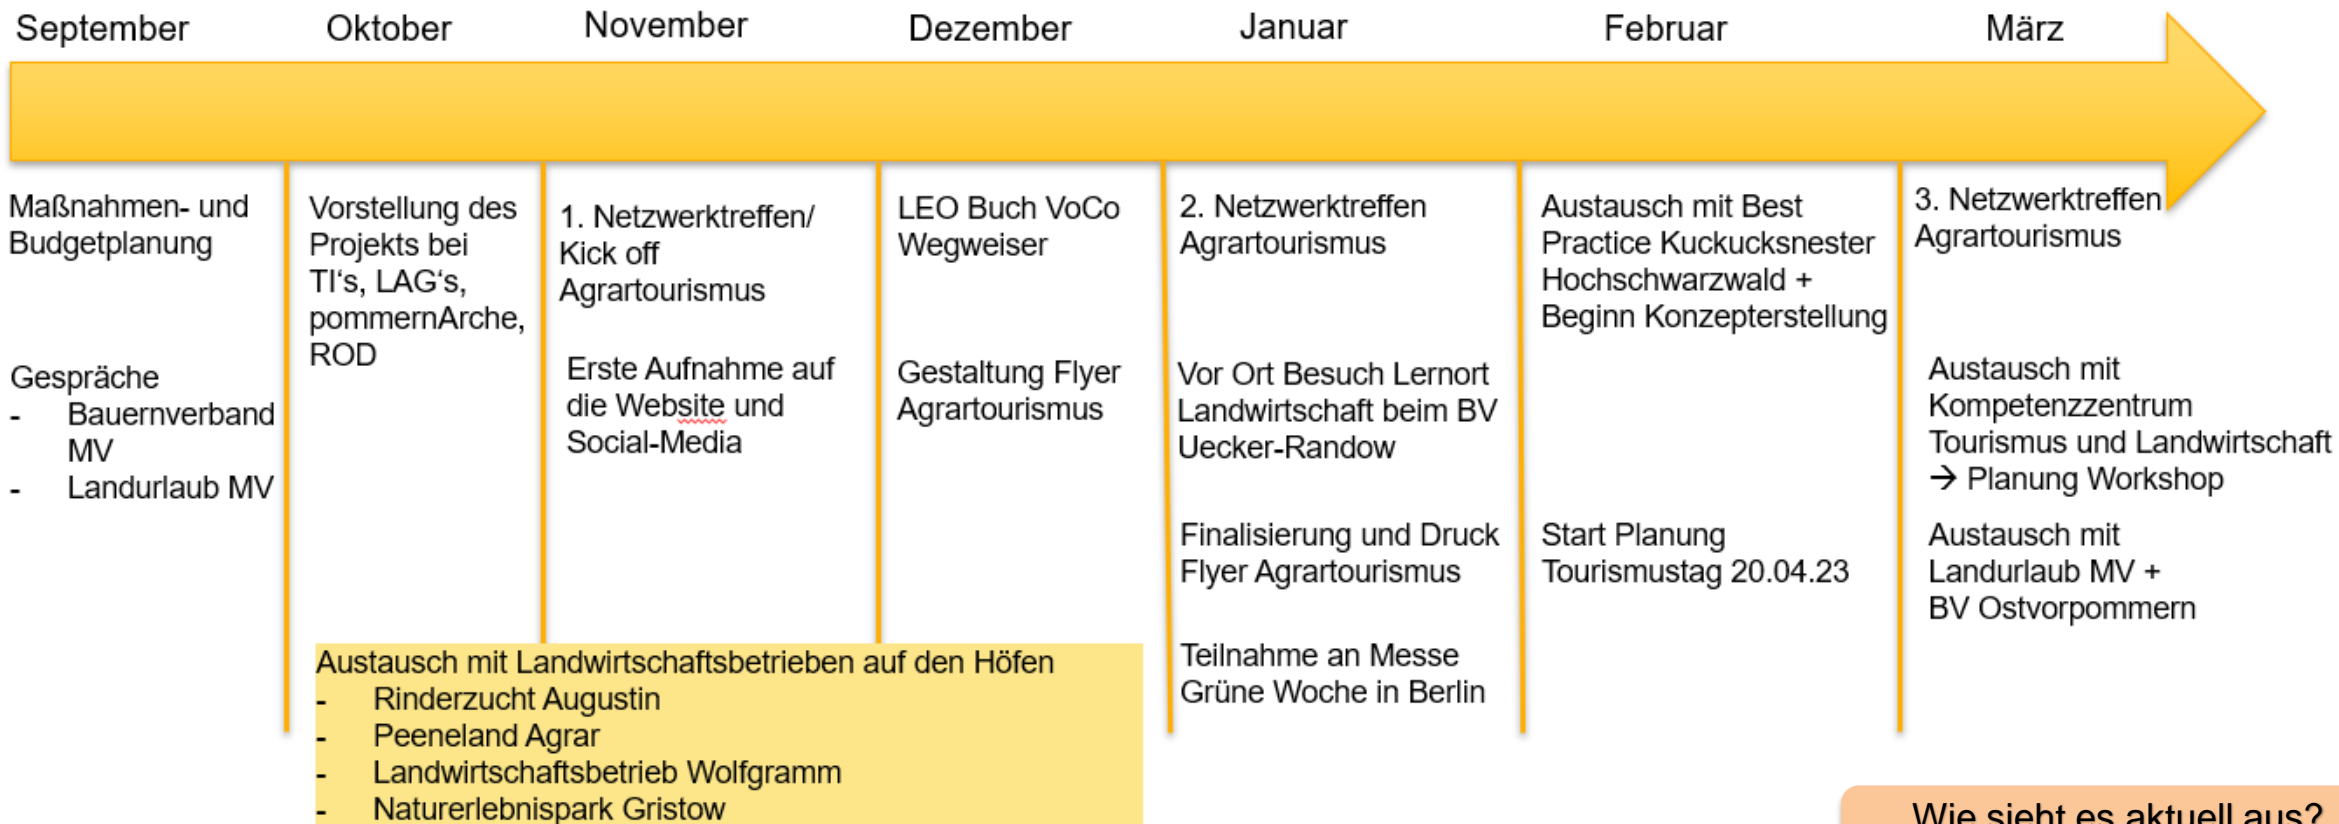 September
Oktober
November
Dezember
Januar
Februar
März
Maßnahmen- und
Budgetplanung
Gespräche
- Bauernverband
MV
- Landurlaub MV
Vorstellung des
Projekts bei
TI‘s, LAG‘s,
pommernArche,
ROD
1. Netzwerktreffen/
Kick off
Agrartourismus
Erste Aufnahme auf
die Website und
Social-Media
LEO Buch VoCo
Wegweiser
Gestaltung Flyer
Agrartourismus
Austausch mit Landwirtschaftsbetrieben auf den Höfen
- Rinderzucht Augustin
- Peeneland Agrar
- Landwirtschaftsbetrieb Wolfgramm
- Naturerlebnispark Gristow
2. Netzwerktreffen
Agrartourismus
Vor Ort Besuch Lernort
Landwirtschaft beim BV
Uecker-Randow
Finalisierung und Druck
Flyer Agrartourismus
Teilnahme an Messe
Grüne Woche in Berlin
Austausch mit Best
Practice Kuckucksnester
Hochschwarzwald +
Beginn Konzepterstellung
Start Planung
Tourismustag 20.04.23
3. Netzwerktreffen
Agrartourismus
Austausch mit
Kompetenzzentrum
Tourismus und Landwirtschaft
→ Planung Workshop
Austausch mit
Landurlaub MV +
BV Ostvorpommern
Wie sieht es aktuell aus?